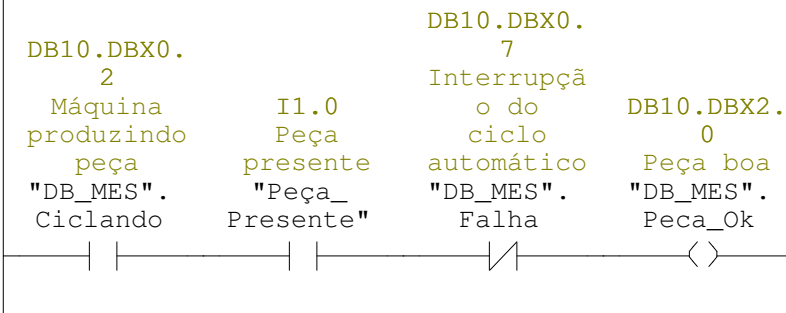 DB10.DBX0.
2
Máquina
produzindo
peça
"DB_MES".
Ciclando
I1.0
Peça
presente
"Peça_
Presente"
DB10.DBX0.
7
Interrupçã
o do
ciclo
automático
"DB_MES".
Falha
DB10.DBX2.
0
Peça boa
"DB_MES".
Peca_Ok